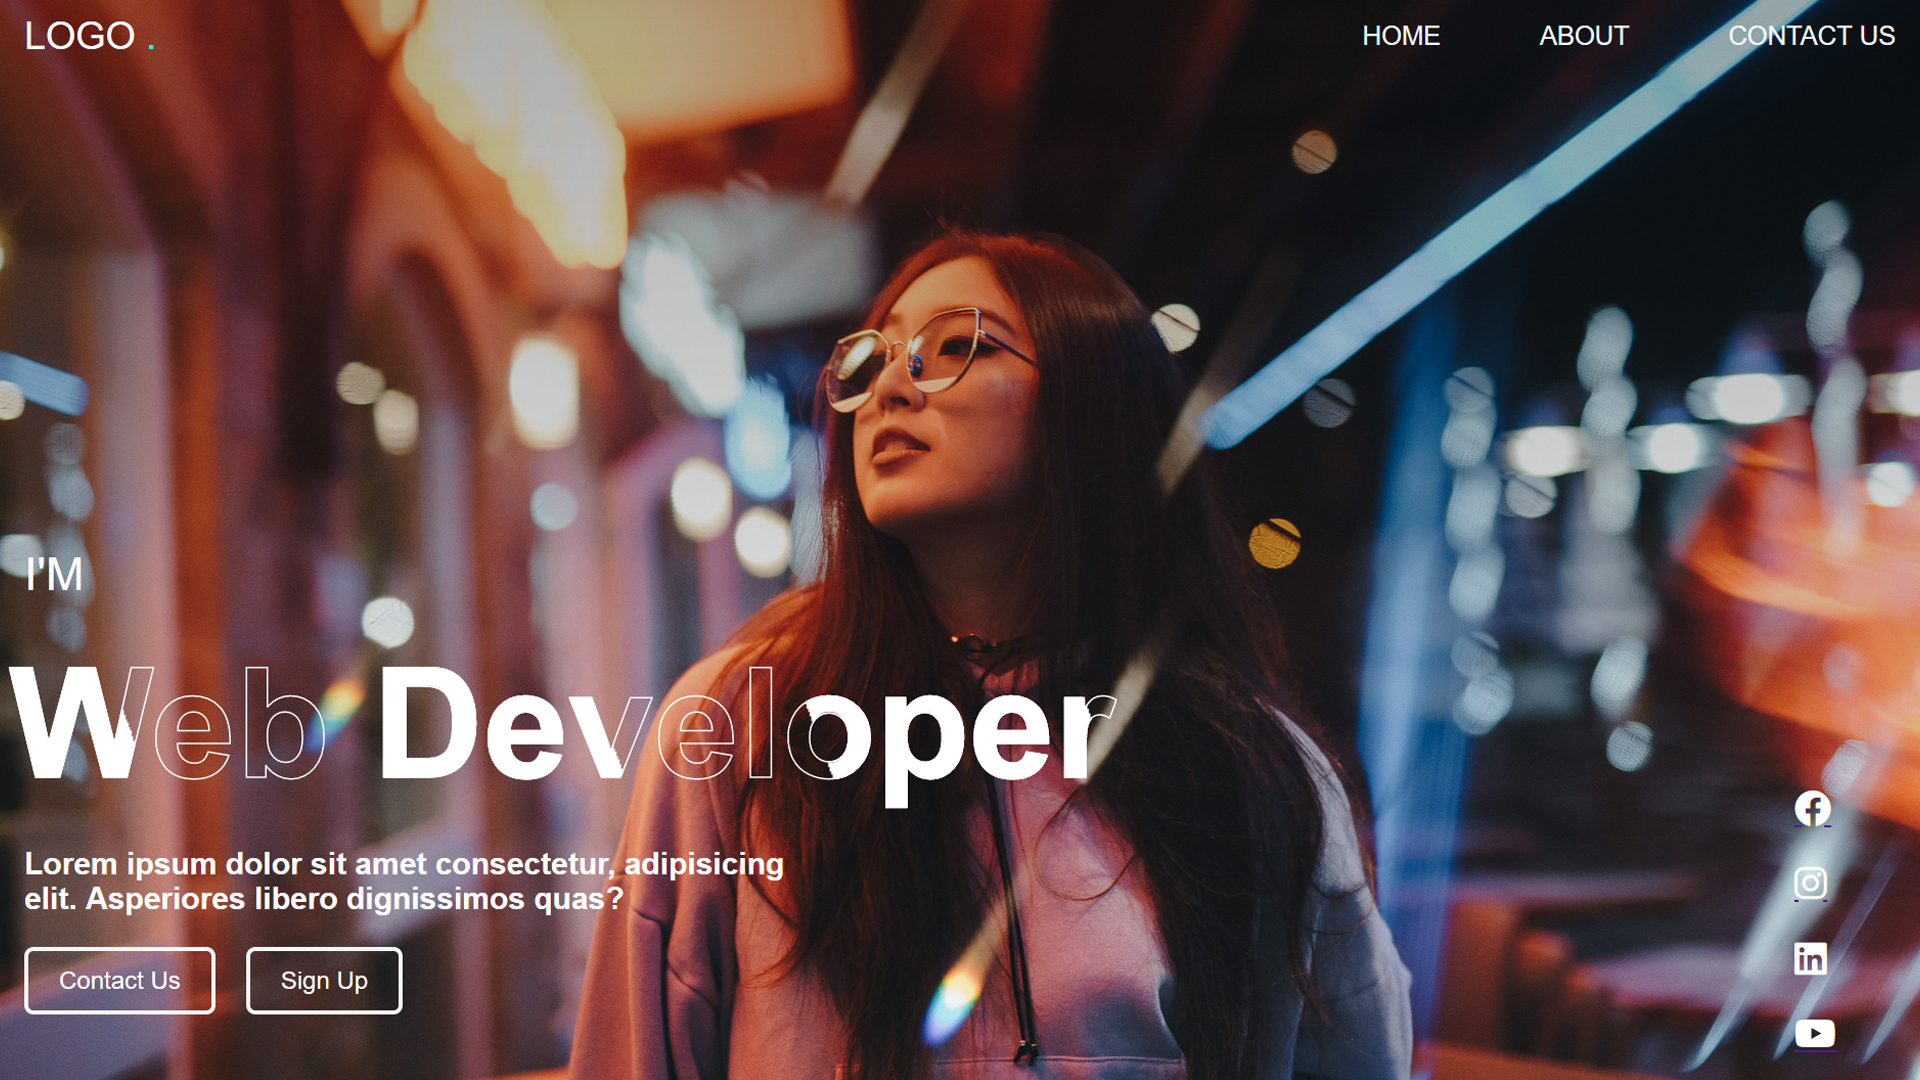 LOGO .
HOME ABOUT CONTACT US
I'M
Web Developer
Lorem ipsum dolor sit amet consectetur, adipisicing
elit. Asperiores libero dignissimos quas?
Contact Us Sign Up